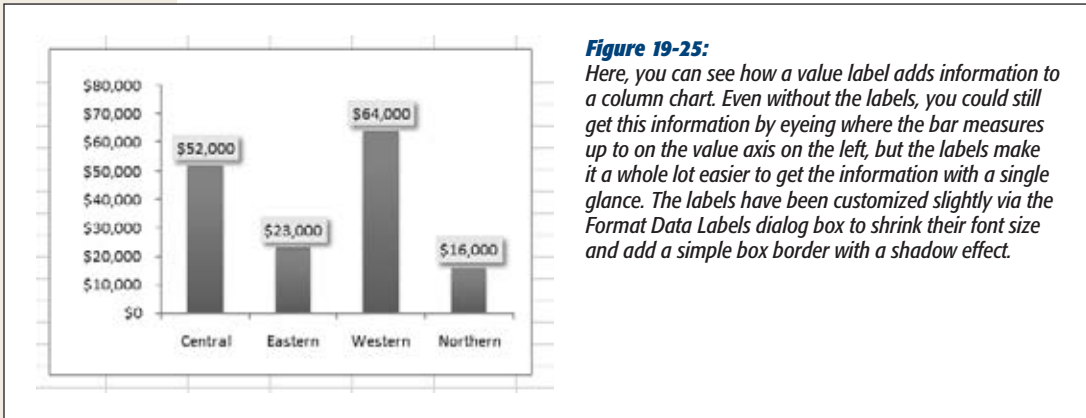 Figure 19-25:
Here, you can see how a value label adds information to
a column chart. Even without the labels, you could still
get this information by eyeing where the bar measures
up to on the value axis on the left, but the labels make
it a whole lot easier to get the information with a single
glance. The labels have been customized slightly via the
Format Data Labels dialog box to shrink their font size
and add a simple box border with a shadow effect.
$80,000
$70,000
$60,000
$50,000
$40,000
$30,000
$20,000
$10,000
$0
$52,000
$23,000
$64,000
$16,000
Central Eastern Western Northern